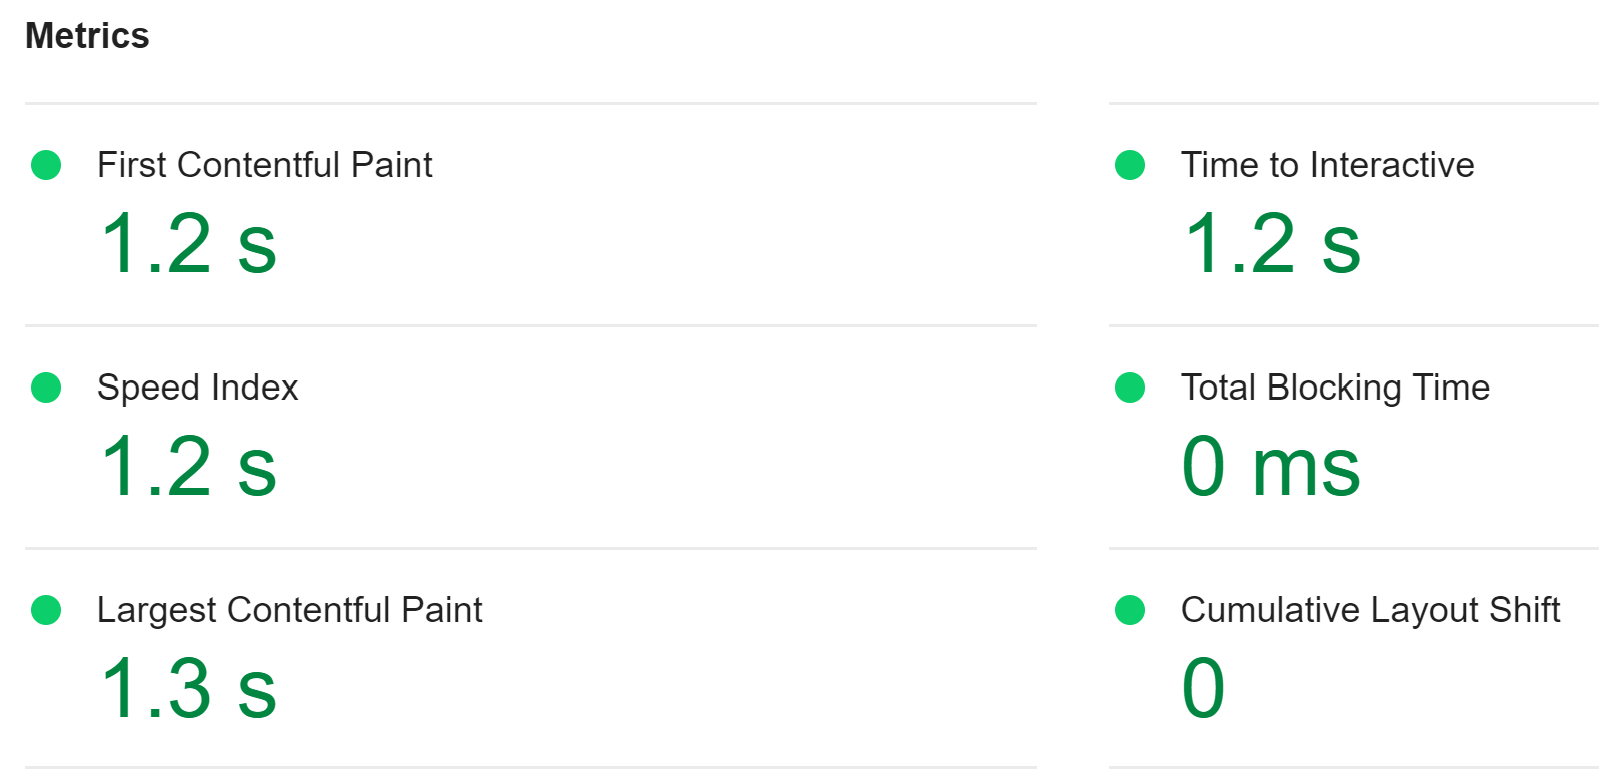 Metrics
First Contentful Paint
1.2 s
Time to Interactive
1.2 s
Speed Index
1.2 s
Total Blocking Time
0 ms
Largest Contentful Paint
1.3 s
Cumulative Layout Shift
0